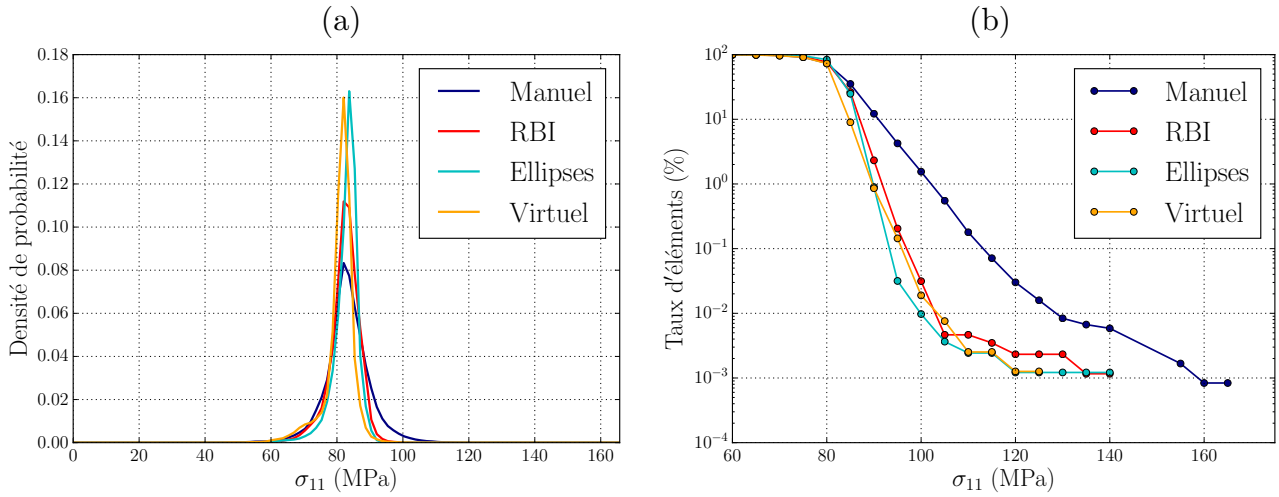 (a)
0.18
0.16
0.14
0.12
0.10
0.08
0.06
0.04
0.02
0.00
Densité de probabilité
0 20 40 60 80 100 120 140 160
σ11 (MPa)
Manuel
RBI
Ellipses
Virtuel
(b)
10²
10¹
10⁰
10⁻¹
10⁻²
10⁻³
10⁻⁴
Taux d'éléments (%)
60 80 100 120 140 160
σ11 (MPa)
Manuel
RBI
Ellipses
Virtuel